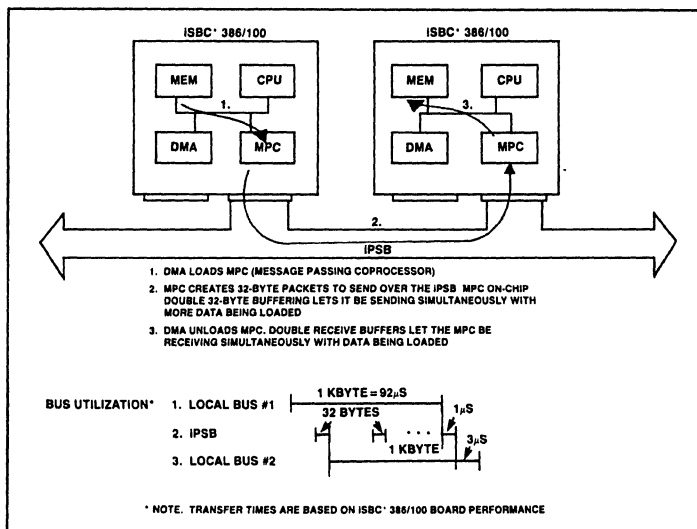 iSBC* 386/100
iSBC* 386/100
MEM
CPU
MEM
CPU
1.
3.
DMA
MPC
DMA
MPC
2.
iPSB
1. DMA LOADS MPC (MESSAGE PASSING COPROCESSOR)
2. MPC CREATES 32-BYTE PACKETS TO SEND OVER THE iPSB MPC ON-CHIP
DOUBLE 32-BYTE BUFFERING LETS IT BE SENDING SIMULTANEOUSLY WITH
MORE DATA BEING LOADED
3. DMA UNLOADS MPC. DOUBLE RECEIVE BUFFERS LET THE MPC BE
RECEIVING SIMULTANEOUSLY WITH DATA BEING LOADED
1 KBYTE = 92µS
BUS UTILIZATION* 1. LOCAL BUS #1
32 BYTES
1µS
2. iPSB
• • •
1 KBYTE
3µS
3. LOCAL BUS #2
* NOTE. TRANSFER TIMES ARE BASED ON iSBC* 386/100 BOARD PERFORMANCE